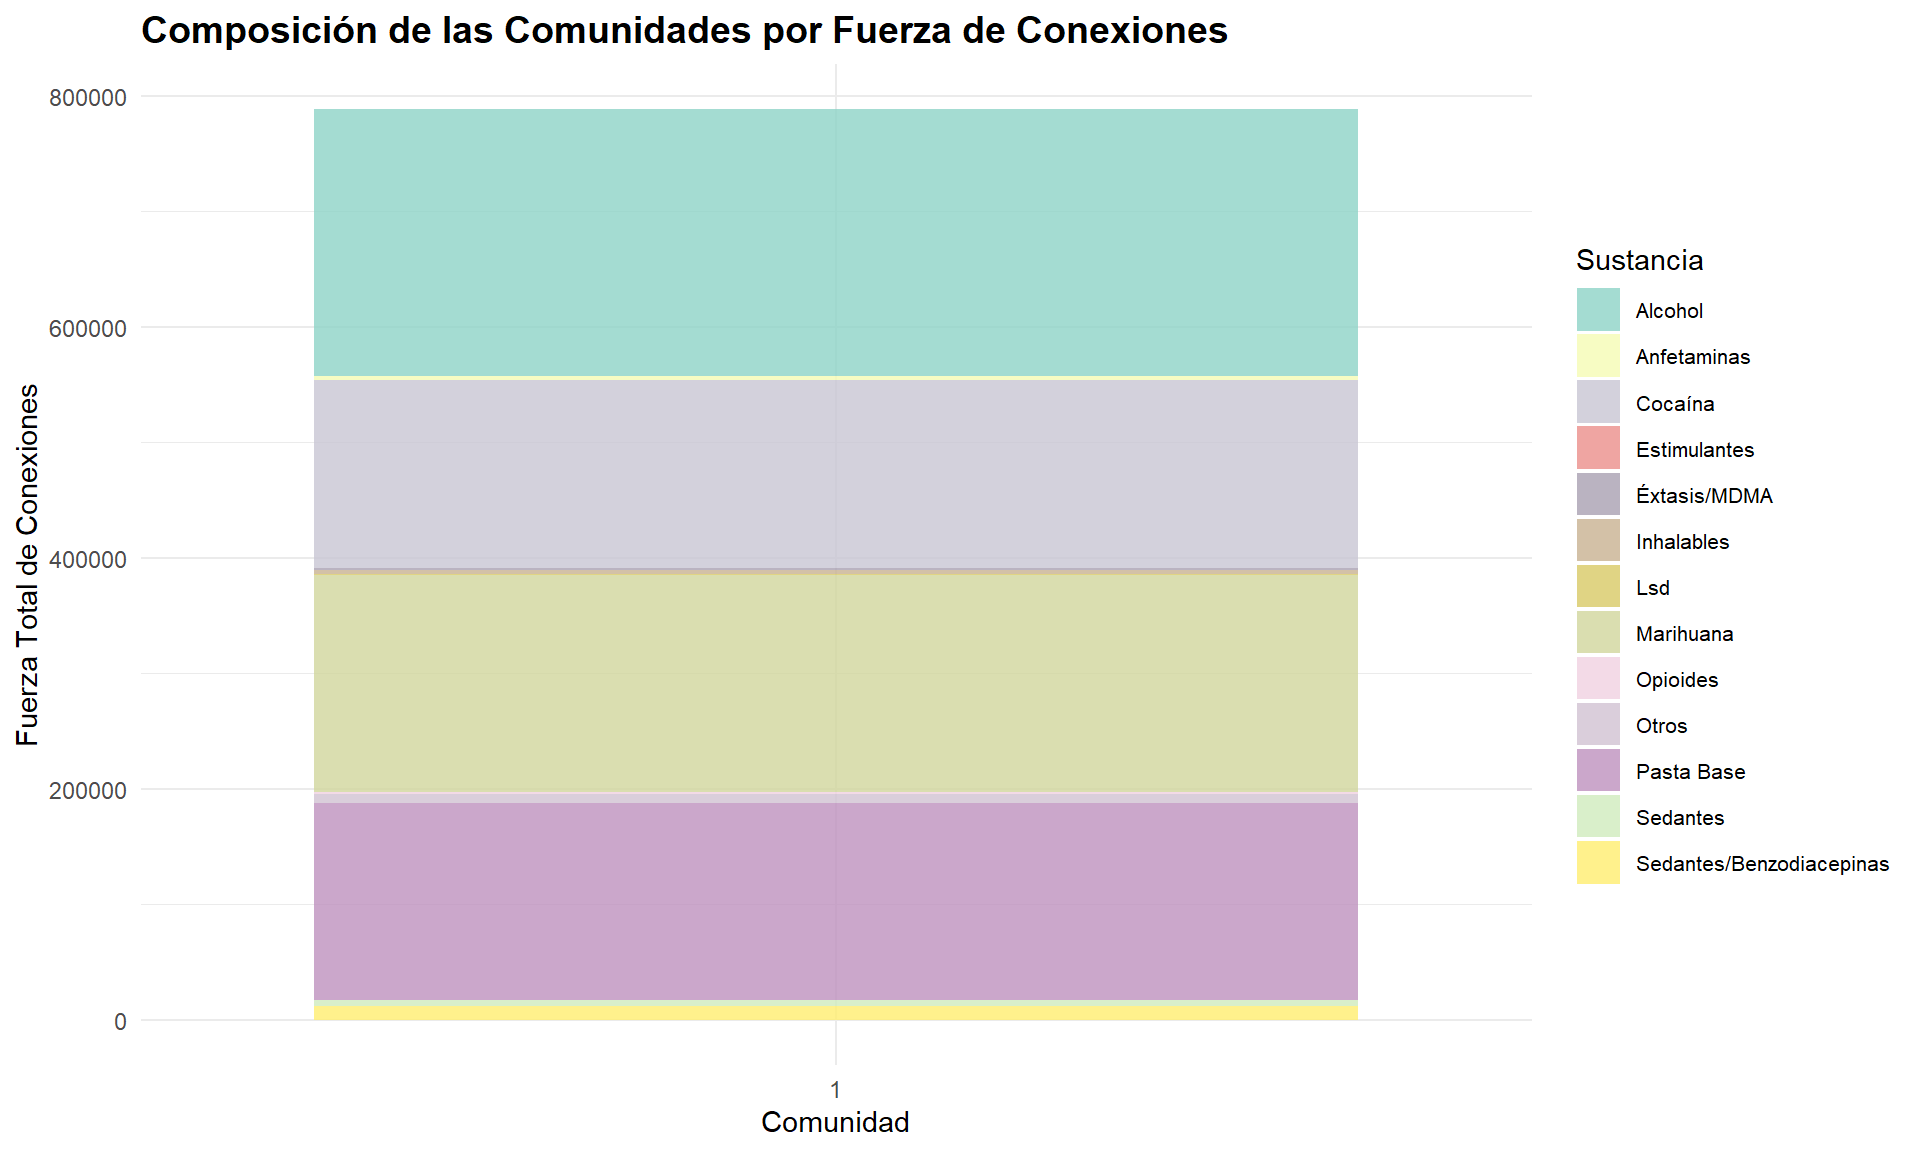 Composición de las Comunidades por Fuerza de Conexiones
Fuerza Total de Conexiones
800000
600000
400000
200000
0
1
Comunidad
Sustancia
Alcohol
Anfetaminas
Cocaína
Estimulantes
Éxtasis/MDMA
Inhalables
Lsd
Marihuana
Opioides
Otros
Pasta Base
Sedantes
Sedantes/Benzodiacepinas